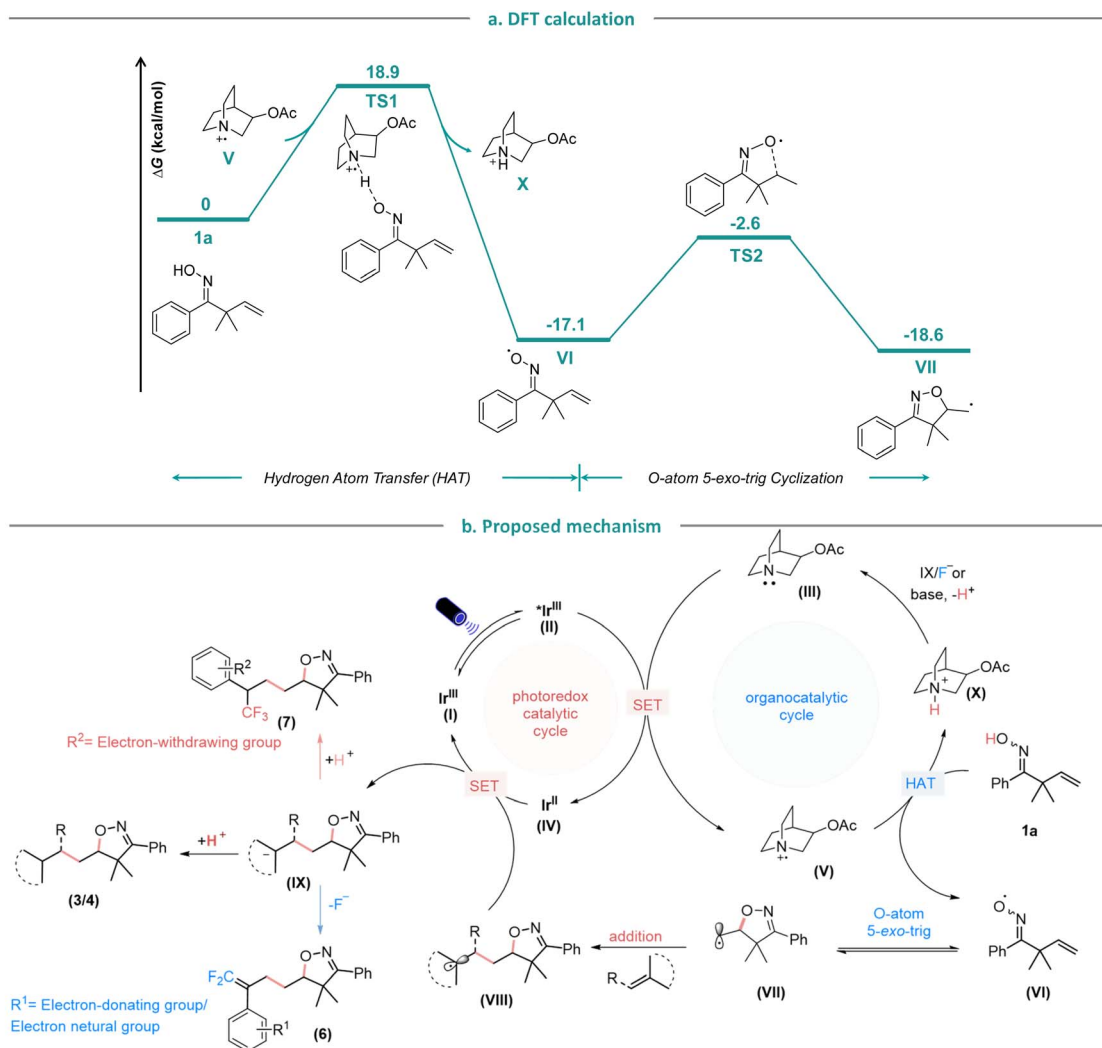 a. DFT calculation
ΔG (kcal/mol)
18.9
TS1
OAc
N
+•
V
OAc
N
+•
H
O
N
OAc
N
+H
X
N
O•
-2.6
TS2
0
1a
HO
N
-17.1
VI
•O
N
-18.6
VII
N
O
•
Hydrogen Atom Transfer (HAT)
O-atom 5-exo-trig Cyclization
b. Proposed mechanism
OAc
N
(III)
IX/F⁻ or
base, -H⁺
*Irᴵᴵᴵ
(II)
R²
O
N
Ph
CF₃
(7)
R²= Electron-withdrawing group
Irᴵᴵᴵ
(I)
photoredox
catalytic
cycle
SET
organocatalytic
cycle
OAc
N
+
H
(X)
+H⁺
SET
Irᴵᴵ
(IV)
HAT
HO
N
Ph
1a
R
O
N
Ph
(3/4)
+H⁺
R
O
N
Ph
−
(IX)
OAc
N
+•
(V)
-F⁻
R
O
N
Ph
(VIII)
addition
R
O
N
Ph
(VII)
O-atom
5-exo-trig
O•
N
Ph
(VI)
F₂C
O
N
Ph
R¹
(6)
R¹= Electron-donating group/
Electron netural group